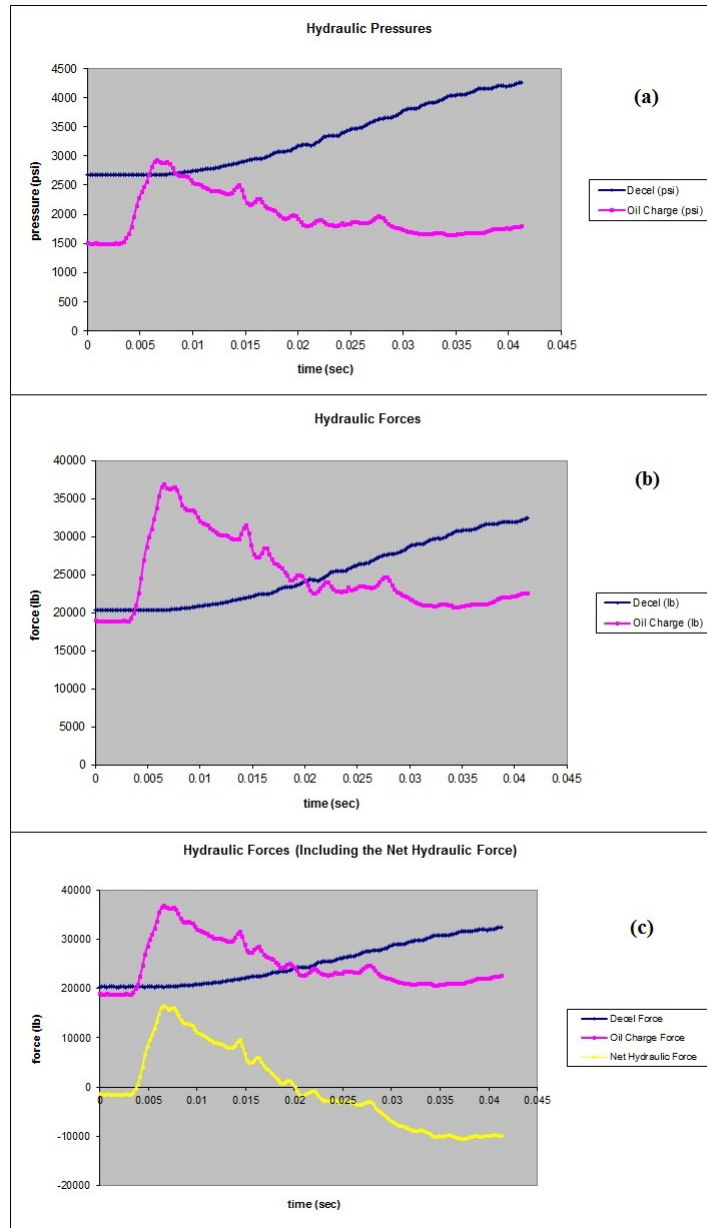 Hydraulic Pressures
(a)
pressure (psi)
4500
4000
3500
3000
2500
2000
1500
1000
500
0
0 0.005 0.01 0.015 0.02 0.025 0.03 0.035 0.04 0.045
time (sec)
Decel (psi)
Oil Charge (psi)
Hydraulic Forces
(b)
force (lb)
40000
35000
30000
25000
20000
15000
10000
5000
0
0 0.005 0.01 0.015 0.02 0.025 0.03 0.035 0.04 0.045
time (sec)
Decel (lb)
Oil Charge (lb)
Hydraulic Forces (Including the Net Hydraulic Force)
(c)
force (lb)
40000
30000
20000
10000
0
-10000
-20000
0 0.005 0.01 0.015 0.02 0.025 0.03 0.035 0.04 0.045
time (sec)
Decel Force
Oil Charge Force
Net Hydraulic Force